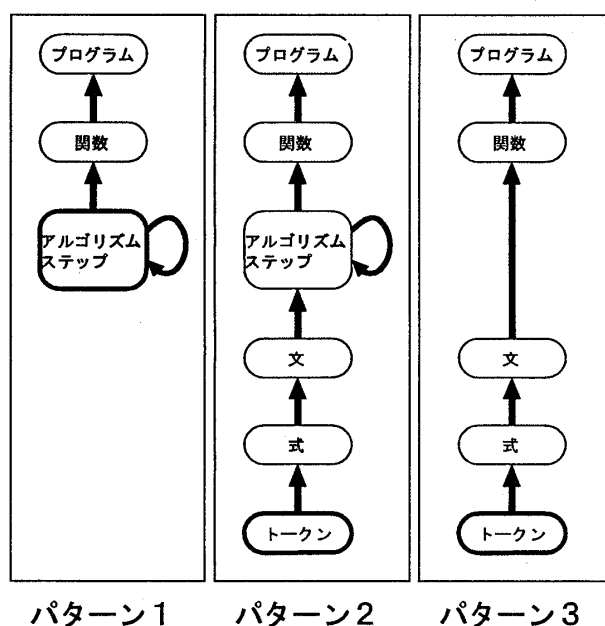 プログラム
関数
アルゴリズム
ステップ
パターン1
プログラム
関数
アルゴリズム
ステップ
文
式
トークン
パターン2
プログラム
関数
文
式
トークン
パターン3